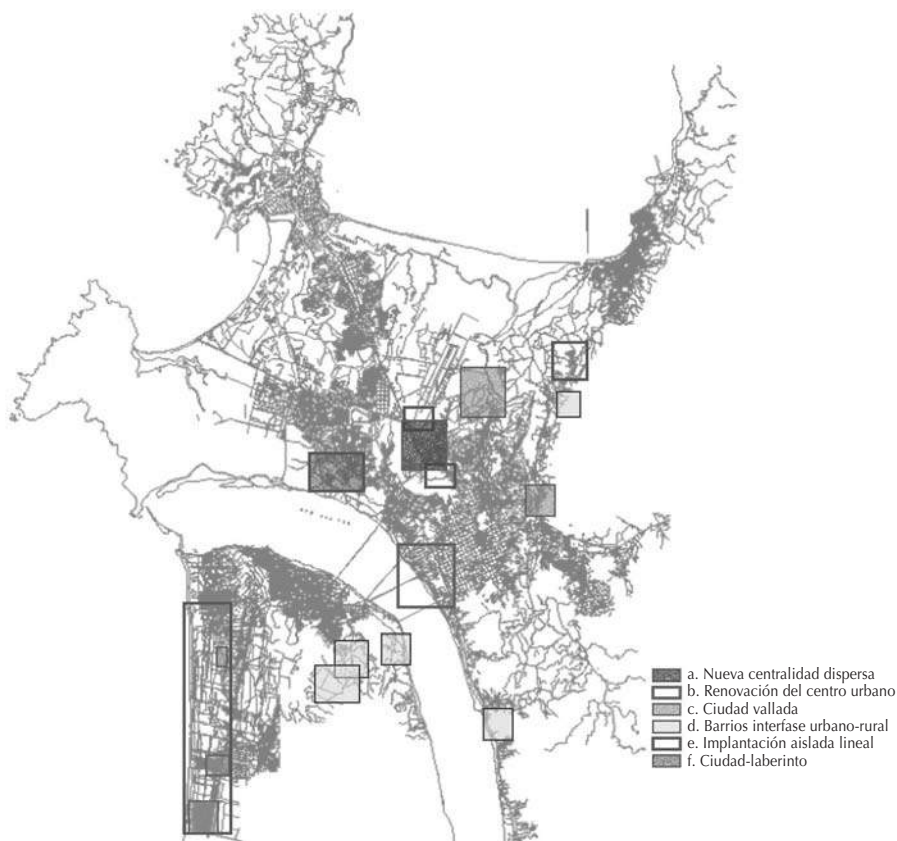 a. Nueva centralidad dispersa
b. Renovación del centro urbano
c. Ciudad vallada
d. Barrios interfase urbano-rural
e. Implantación aislada lineal
f. Ciudad-laberinto